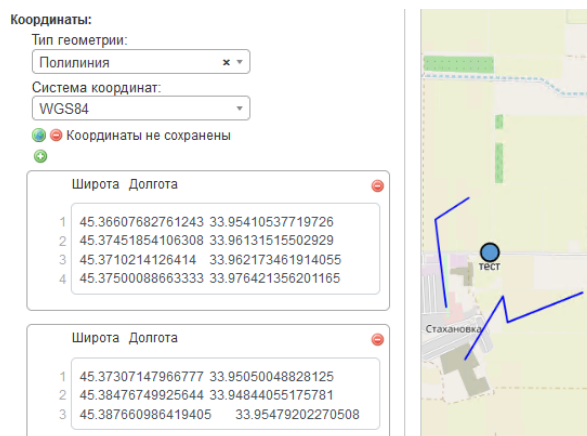 Координаты:
Тип геометрии:
Полилиния
Система координат:
WGS84
Координаты не сохранены
Широта Долгота
1 45.36607682761243 33.95410537719726
2 45.37451854106308 33.96131515502929
3 45.3710214126414 33.962173461914055
4 45.37500088663333 33.976421356201165
Широта Долгота
1 45.37307147966777 33.95050048828125
2 45.38476749925644 33.94844055175781
3 45.387660986419405 33.95479202270508
тест
Стахановка